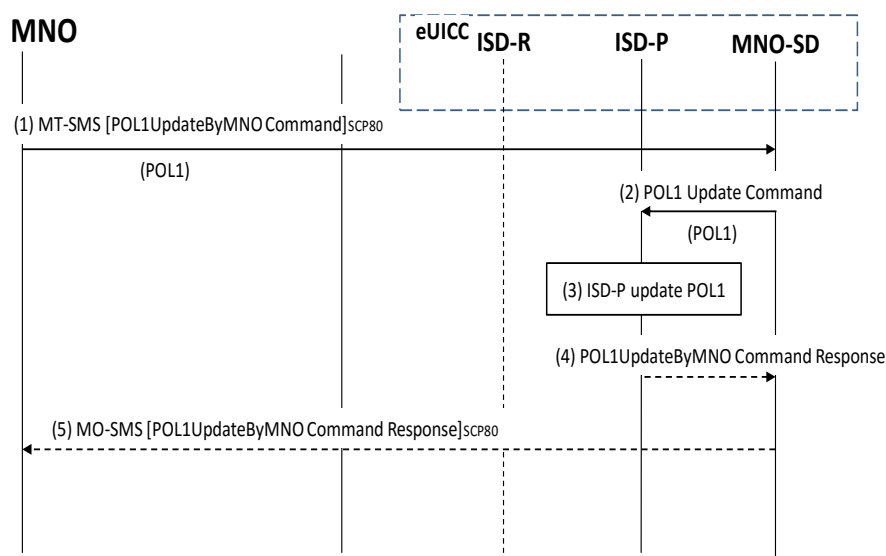 MNO
eUICC
ISD-R
ISD-P
MNO-SD
(1) MT-SMS [POL1UpdateByMNO Command]SCP80
(POL1)
(2) POL1 Update Command
(POL1)
(3) ISD-P update POL1
(4) POL1UpdateByMNO Command Response
(5) MO-SMS [POL1UpdateByMNO Command Response]SCP80